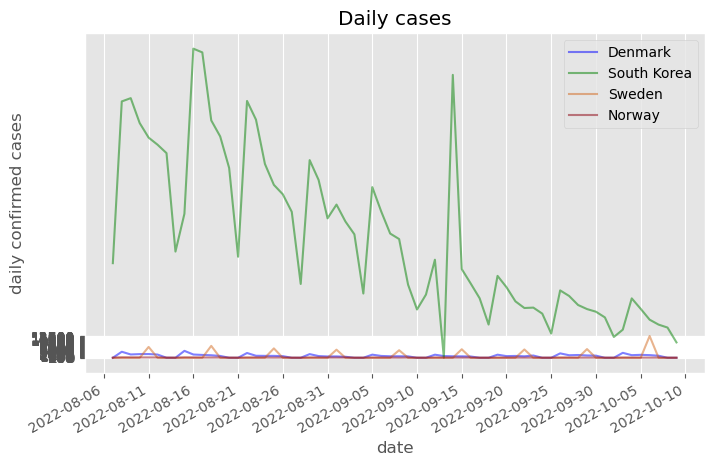 Daily cases
Denmark
South Korea
Sweden
Norway
daily confirmed cases
2022-08-06
2022-08-11
2022-08-16
2022-08-21
2022-08-26
2022-08-31
2022-09-05
2022-09-10
2022-09-15
2022-09-20
2022-09-25
2022-09-30
2022-10-05
2022-10-10
date